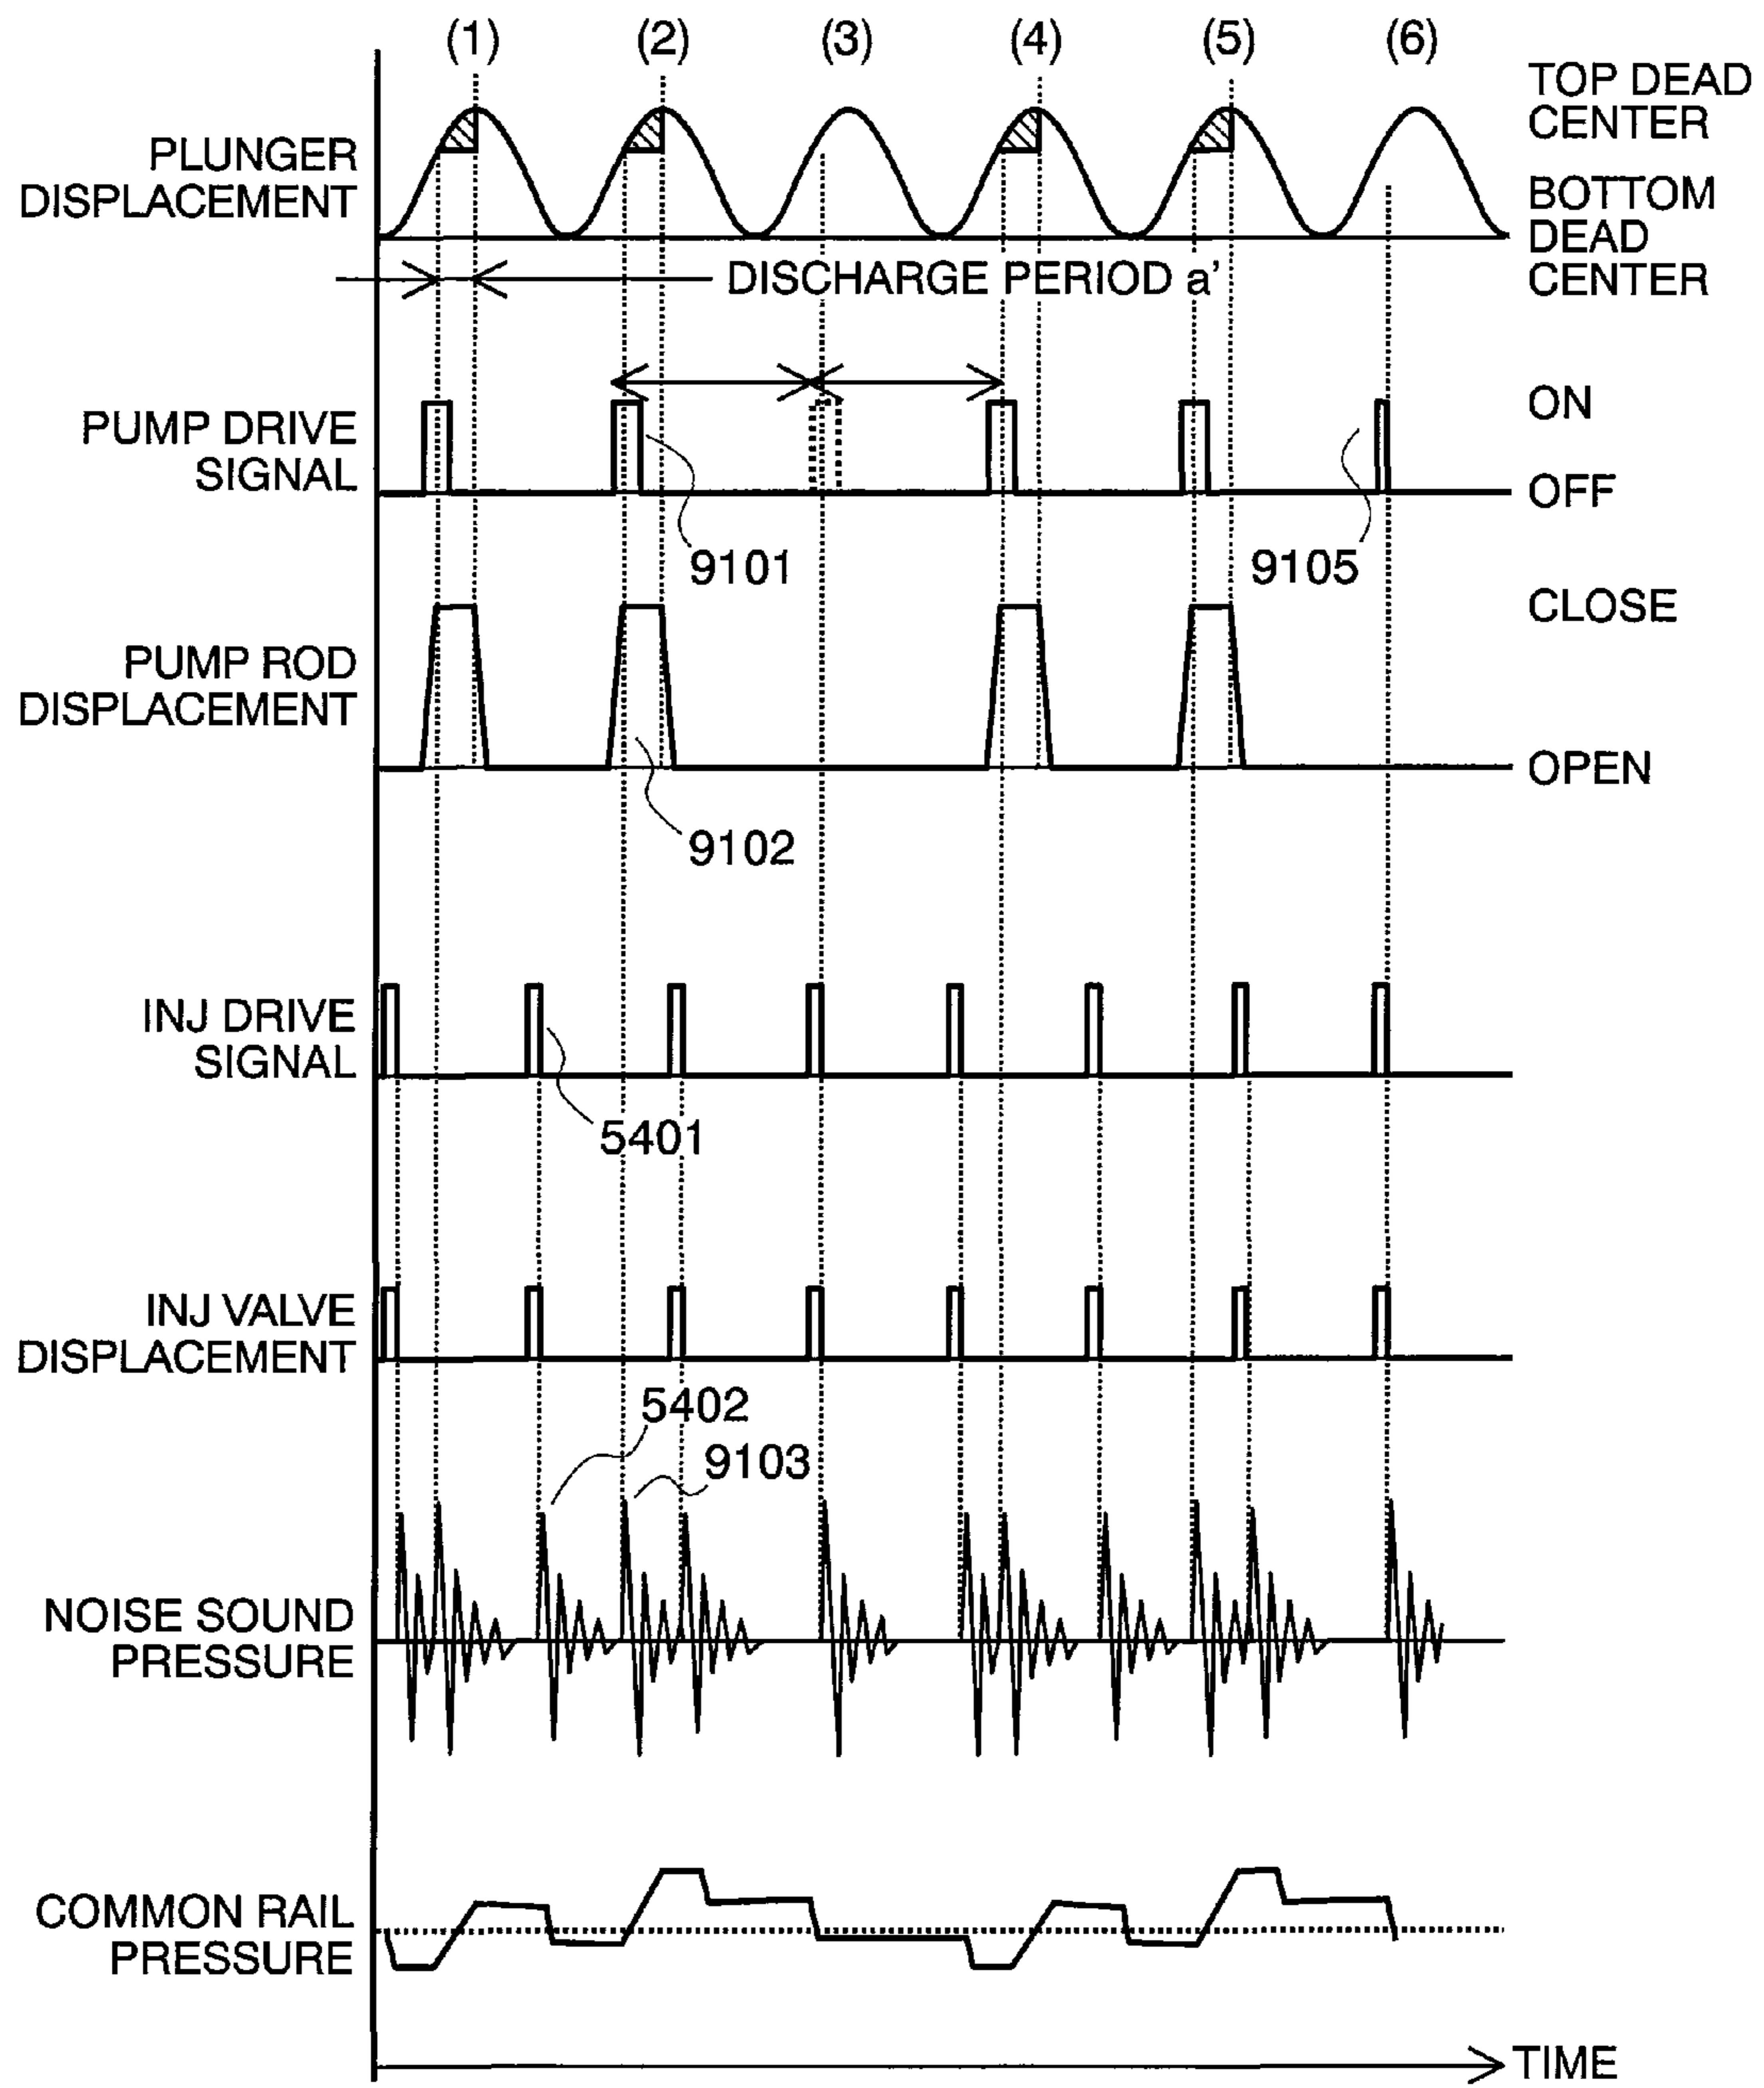 (1) (2) (3) (4) (5) (6)
TOP DEAD
CENTER
PLUNGER
DISPLACEMENT
BOTTOM
DEAD
CENTER
DISCHARGE PERIOD a'
PUMP DRIVE
SIGNAL
ON
OFF
9101
9105
PUMP ROD
DISPLACEMENT
CLOSE
OPEN
9102
INJ DRIVE
SIGNAL
5401
INJ VALVE
DISPLACEMENT
5402
9103
NOISE SOUND
PRESSURE
COMMON RAIL
PRESSURE
TIME